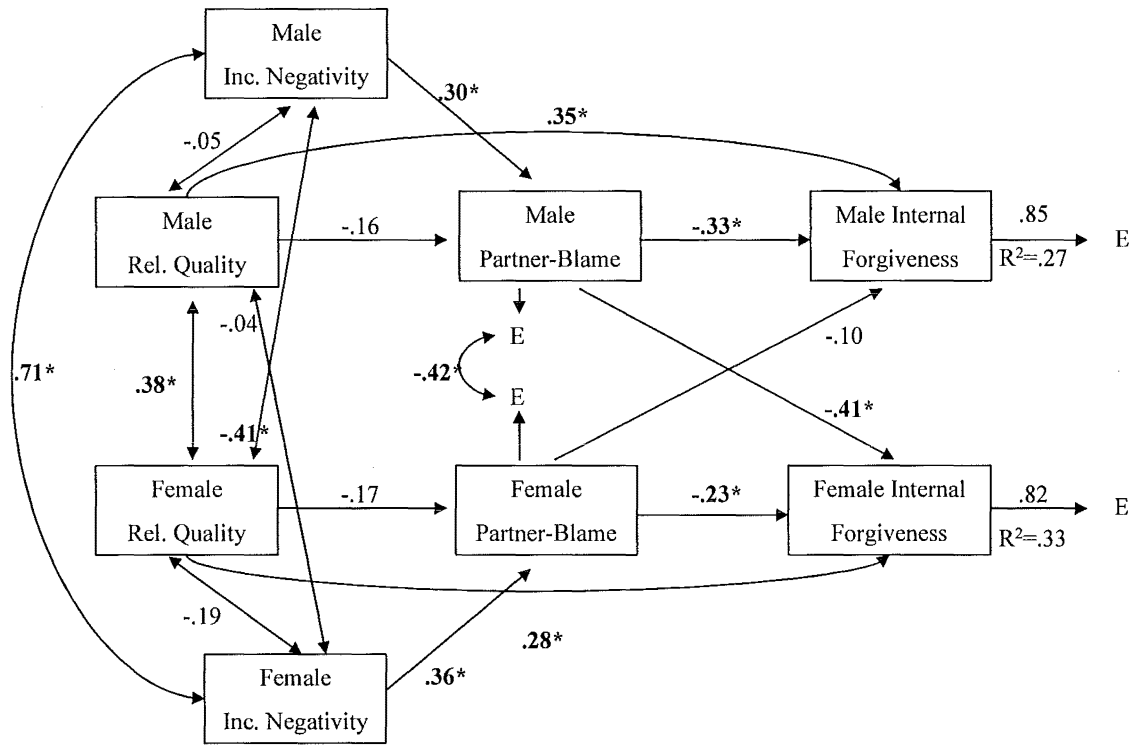 Male
Inc. Negativity
.30*
.35*
-.05
Male
Rel. Quality
-.16
Male
Partner-Blame
-.33*
Male Internal
Forgiveness
.85
R²=.27
E
-.04
E
-.10
.71*
.38*
-.42*
E
-.41*
-.41*
Female
Rel. Quality
-.17
Female
Partner-Blame
-.23*
Female Internal
Forgiveness
.82
R²=.33
E
-.19
.28*
Female
Inc. Negativity
.36*